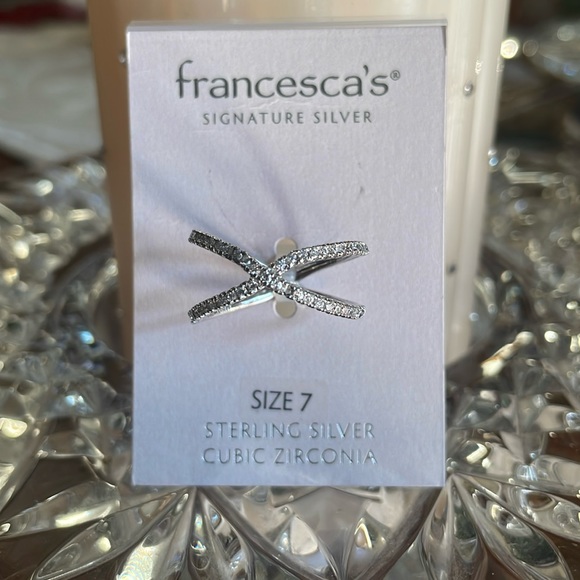 francesca's®
SIGNATURE SILVER
SIZE 7
STERLING SILVER
CUBIC ZIRCONIA